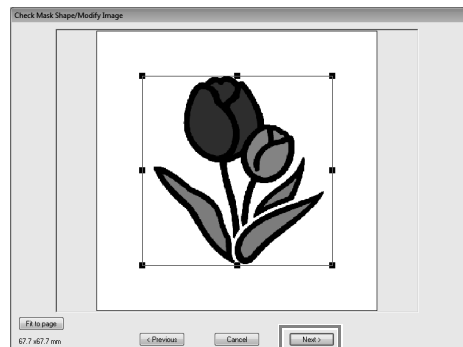 Check Mask Shape/Modify Image
Fit to page
67.7 x67.7 mm
< Previous
Cancel
Next >